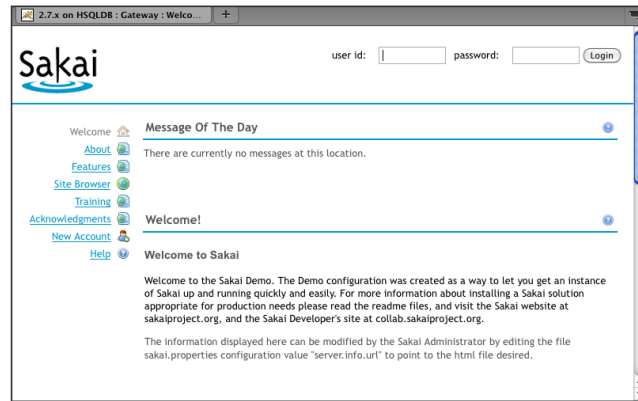 2.7.x on HSQLDB : Gateway : Welco...
+
Sakai
user id:
password:
Login
Welcome
About
Features
Site Browser
Training
Acknowledgments
New Account
Help
Message Of The Day
There are currently no messages at this location.
Welcome!
Welcome to Sakai
Welcome to the Sakai Demo. The Demo configuration was created as a way to let you get an instance
of Sakai up and running quickly and easily. For more information about installing a Sakai solution
appropriate for production needs please read the readme files, and visit the Sakai website at
sakaiproject.org, and the Sakai Developer's site at collab.sakaiproject.org.
The information displayed here can be modified by the Sakai Administrator by editing the file
sakai.properties configuration value "server.info.url" to point to the html file desired.